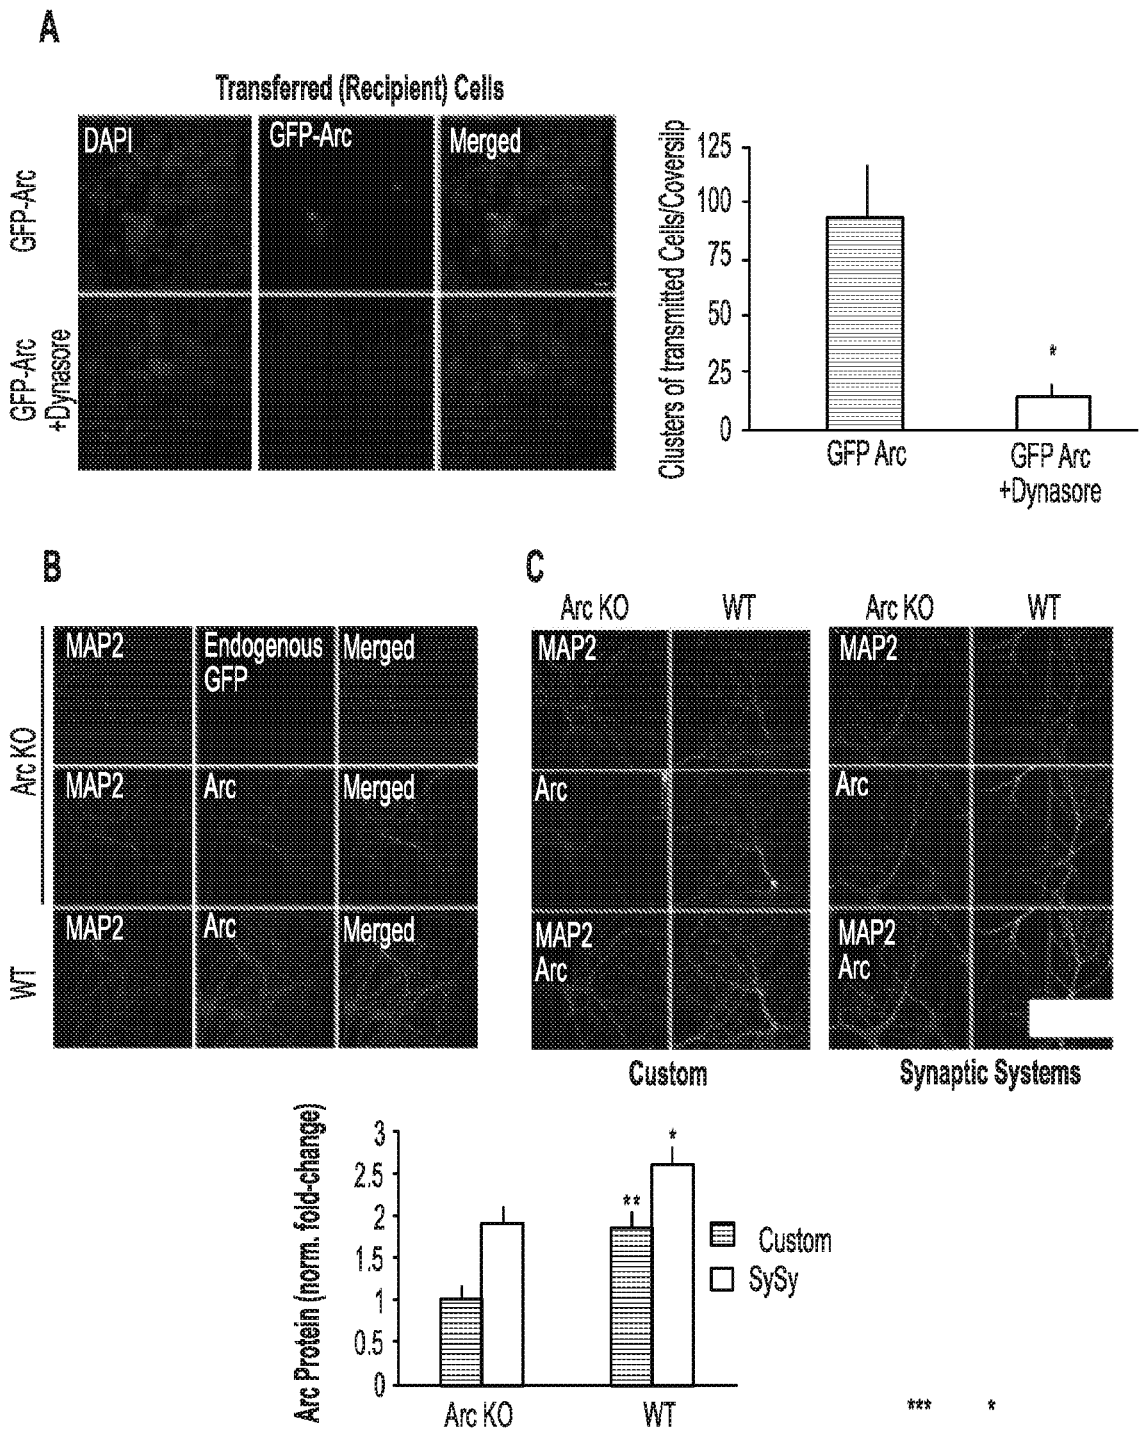 A
Transferred (Recipient) Cells
DAPI
GFP-Arc
Merged
GFP-Arc
GFP-Arc
+Dynasore
Clusters of transmitted Cells/Coverslip
125
100
75
50
25
0
*
GFP Arc
GFP Arc
+Dynasore
B
MAP2
Endogenous
GFP
Merged
MAP2
Arc
Merged
MAP2
Arc
Merged
Arc KO
WT
C
Arc KO
WT
Arc KO
WT
MAP2
MAP2
Arc
Arc
MAP2
Arc
MAP2
Arc
Custom
Synaptic Systems
Arc Protein (norm. fold-change)
3
2.5
2
1.5
1
0.5
0
**
*
Custom
SySy
Arc KO
WT
*** *